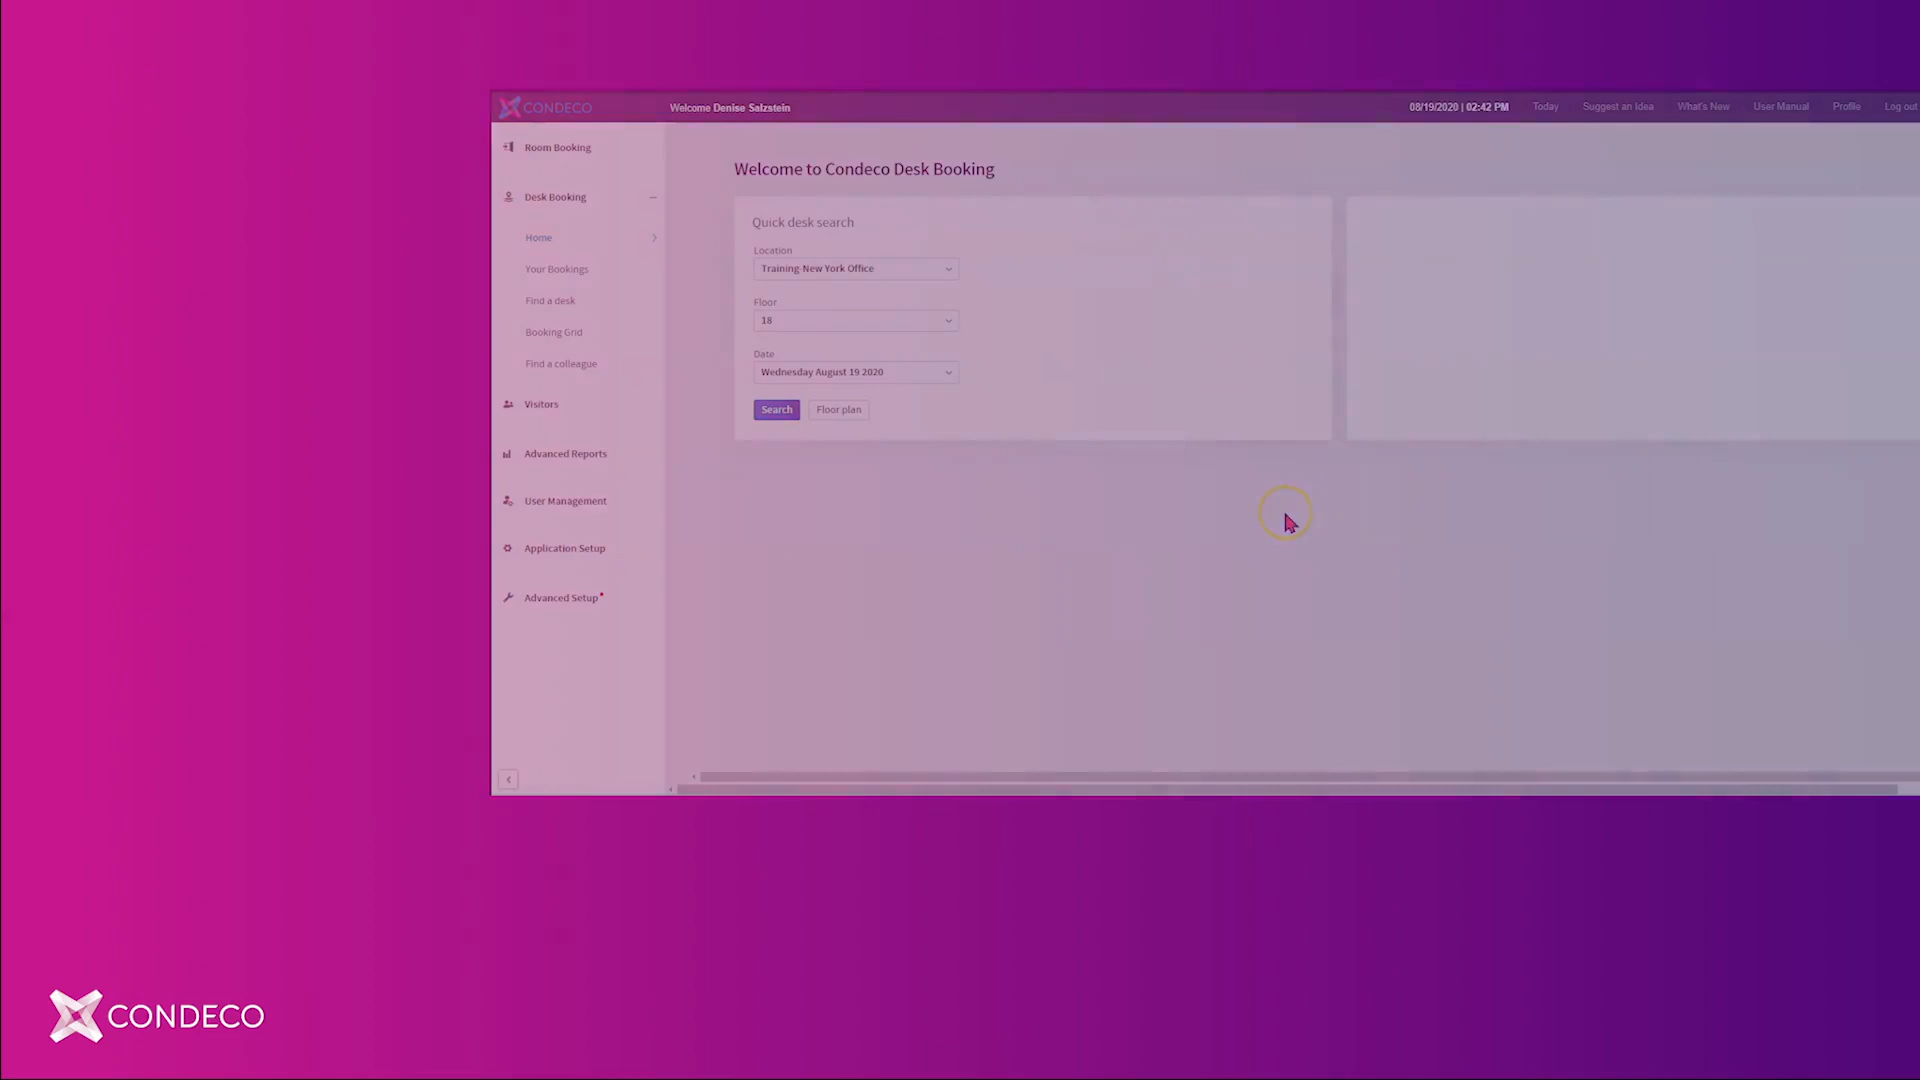 CONDECO
Welcome Denise Salzstein
08/19/2020 | 02:42 PM
Today
Suggest an Idea
What's New
User Manual
Profile
Log out
Room Booking
Desk Booking
Home
Your Bookings
Find a desk
Booking Grid
Find a colleague
Visitors
Advanced Reports
User Management
Application Setup
Advanced Setup
Welcome to Condeco Desk Booking
Quick desk search
Location
Training-New York Office
Floor
18
Date
Wednesday August 19 2020
Search
Floor plan
CONDECO